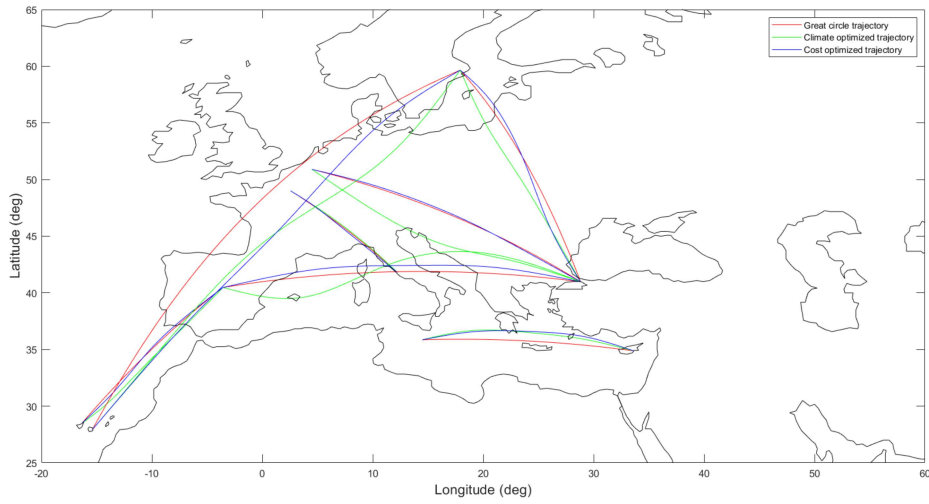 Great circle trajectory
Climate optimized trajectory
Cost optimized trajectory
65
60
55
50
45
40
35
30
25
Latitude (deg)
-20 -10 0 10 20 30 40 50 60
Longitude (deg)